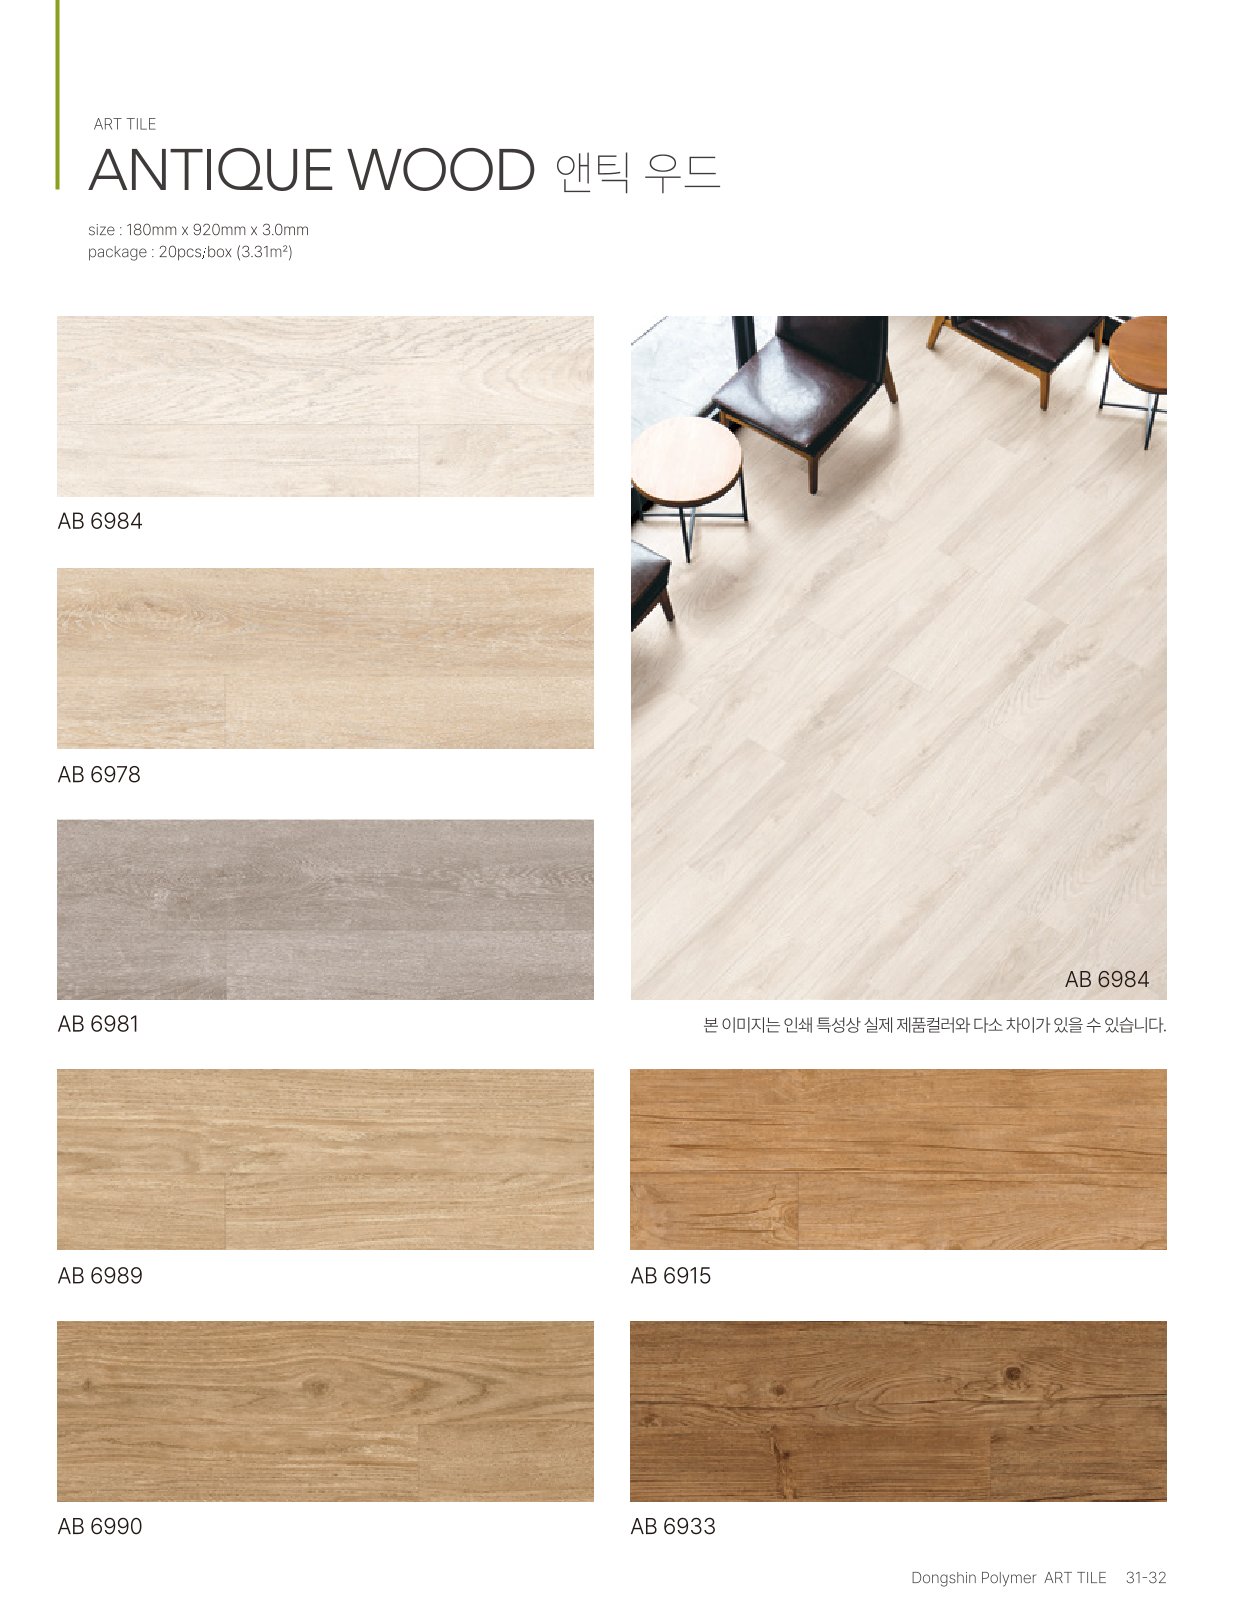 ART TILE
ANTIQUE WOOD 앤틱 우드
size : 180mm x 920mm x 3.0mm
package : 20pcs/box (3.31m²)
AB 6984
AB 6978
AB 6981
AB 6984
본 이미지는 인쇄 특성상 실제 제품컬러와 다소 차이가 있을 수 있습니다.
AB 6989
AB 6915
AB 6990
AB 6933
Dongshin Polymer ART TILE 31-32